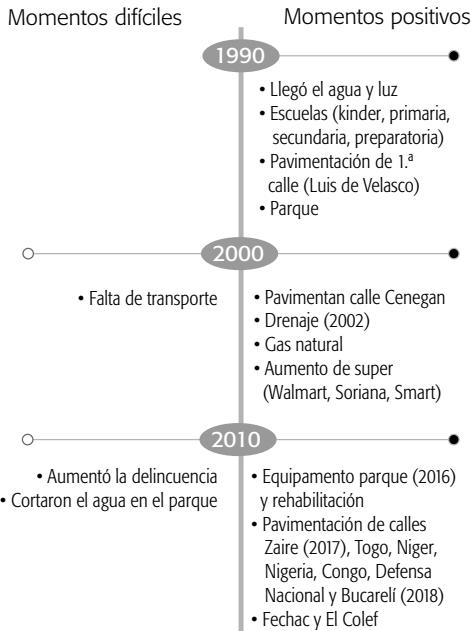 Momentos difíciles
Momentos positivos
1990
• Llegó el agua y luz
• Escuelas (kinder, primaria,
secundaria, preparatoria)
• Pavimentación de 1.ª
calle (Luis de Velasco)
• Parque
2000
• Falta de transporte
• Pavimentan calle Cenegan
• Drenaje (2002)
• Gas natural
• Aumento de super
(Walmart, Soriana, Smart)
2010
• Aumentó la delincuencia
• Cortaron el agua en el parque
• Equipamento parque (2016)
y rehabilitación
• Pavimentación de calles
Zaire (2017), Togo, Niger,
Nigeria, Congo, Defensa
Nacional y Bucarelí (2018)
• Fechac y El Colef